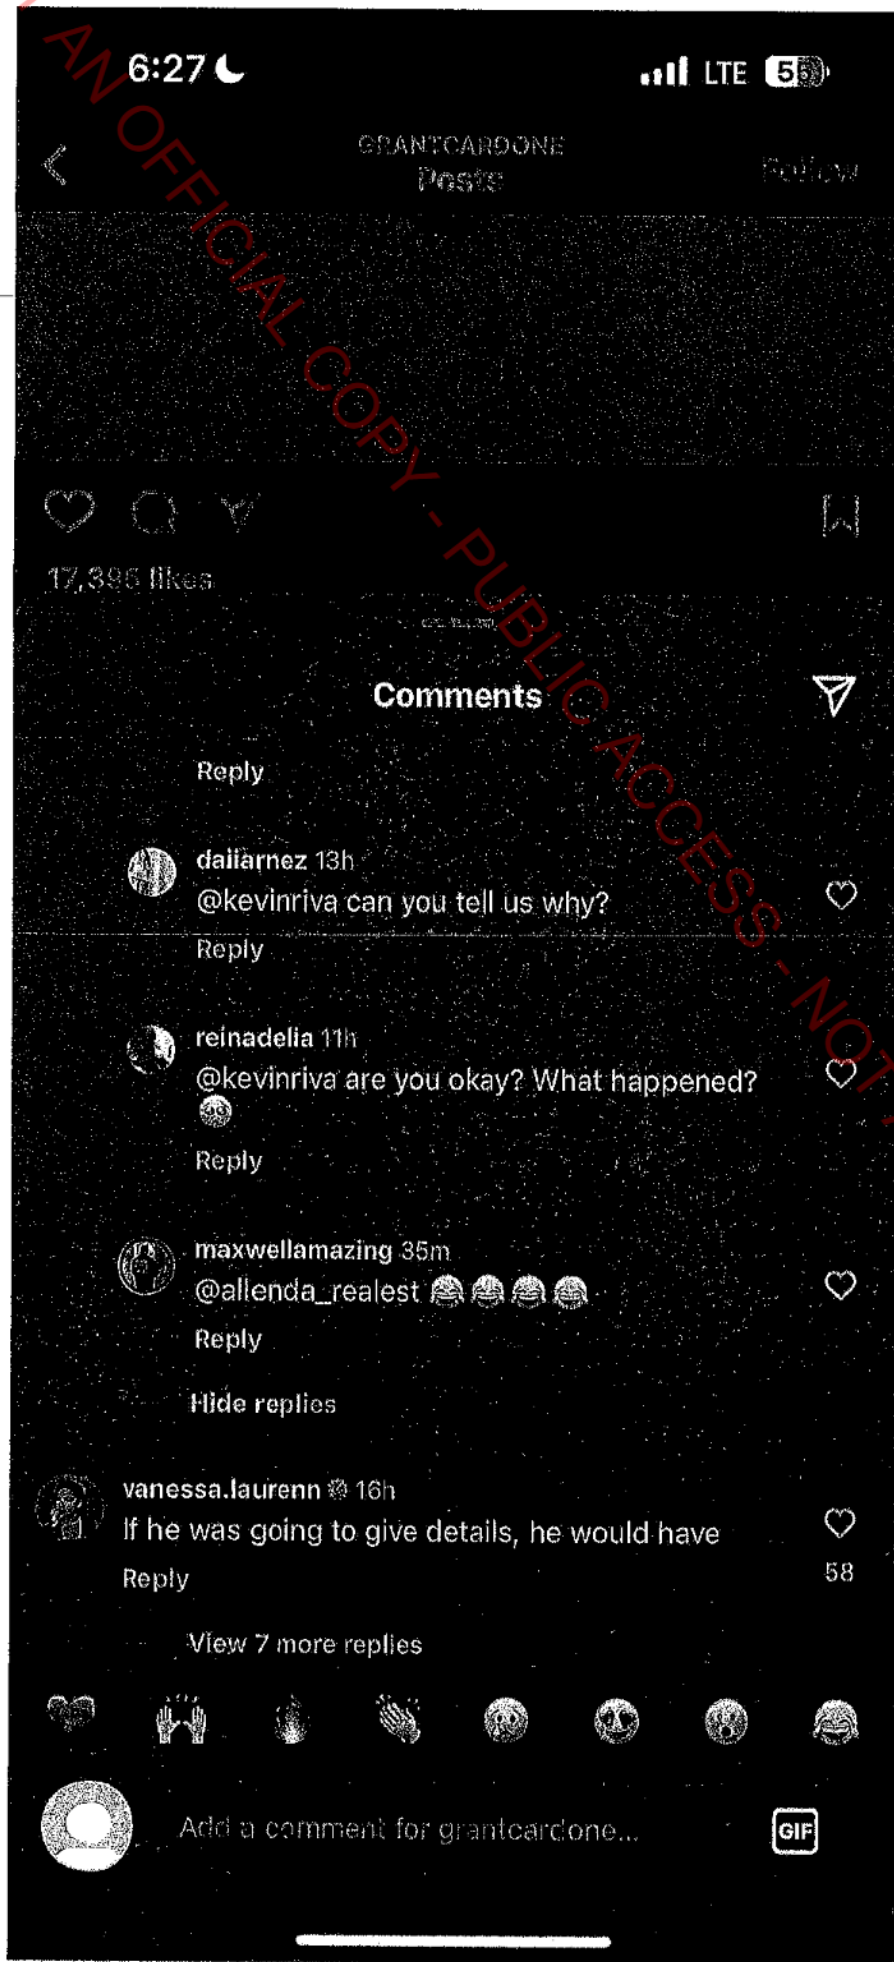 6:27 LTE 55
GRANTCARDONE
Posts Follow
17,395 likes
Comments
Reply
daiiarnez 13h
@kevinriva can you tell us why?
Reply
reinadelia 11h
@kevinriva are you okay? What happened?
Reply
maxwellamazing 35m
@allenda_realest 😂😂😂😂
Reply
Hide replies
vanessa.laurenn 16h
If he was going to give details, he would have
58
Reply
View 7 more replies
Add a comment for grantcardone...
GIF
AN OFFICIAL COPY - PUBLIC ACCESS - NOT